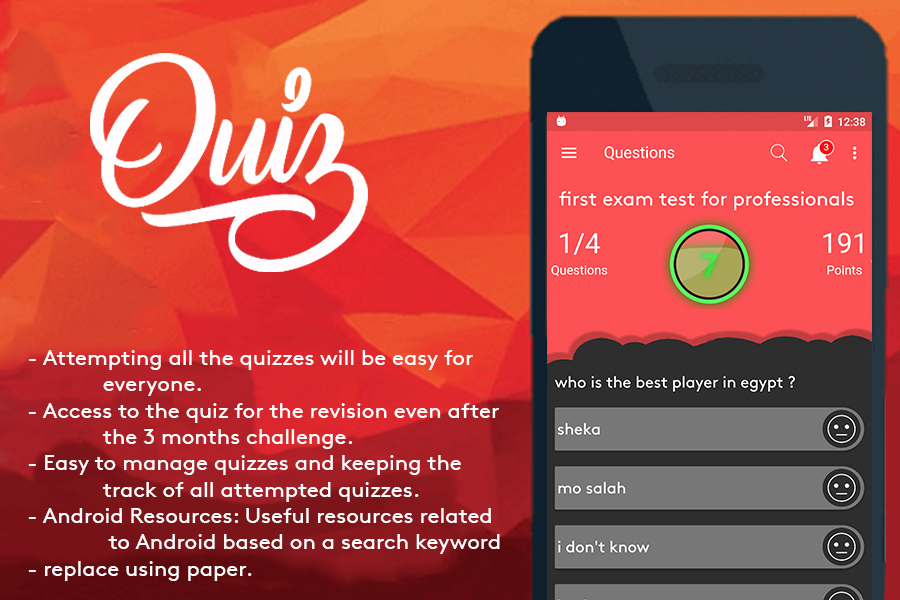 Quiz
- Attempting all the quizzes will be easy for
everyone.
- Access to the quiz for the revision even after
the 3 months challenge.
- Easy to manage quizzes and keeping the
track of all attempted quizzes.
- Android Resources: Useful resources related
to Android based on a search keyword
- replace using paper.
LTE 12:38
Questions 3
first exam test for professionals
1/4 7 191
Questions Points
who is the best player in egypt ?
sheka
mo salah
i don't know